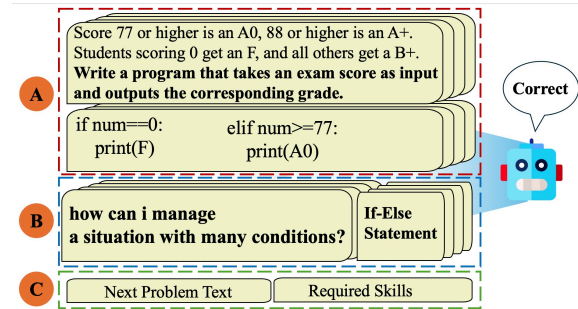 Score 77 or higher is an A0, 88 or higher is an A+.
Students scoring 0 get an F, and all others get a B+.
Write a program that takes an exam score as input
and outputs the corresponding grade.
Correct
A
if num==0:
print(F)
elif num>=77:
print(A0)
B
how can i manage
a situation with many conditions?
If-Else
Statement
C
Next Problem Text
Required Skills